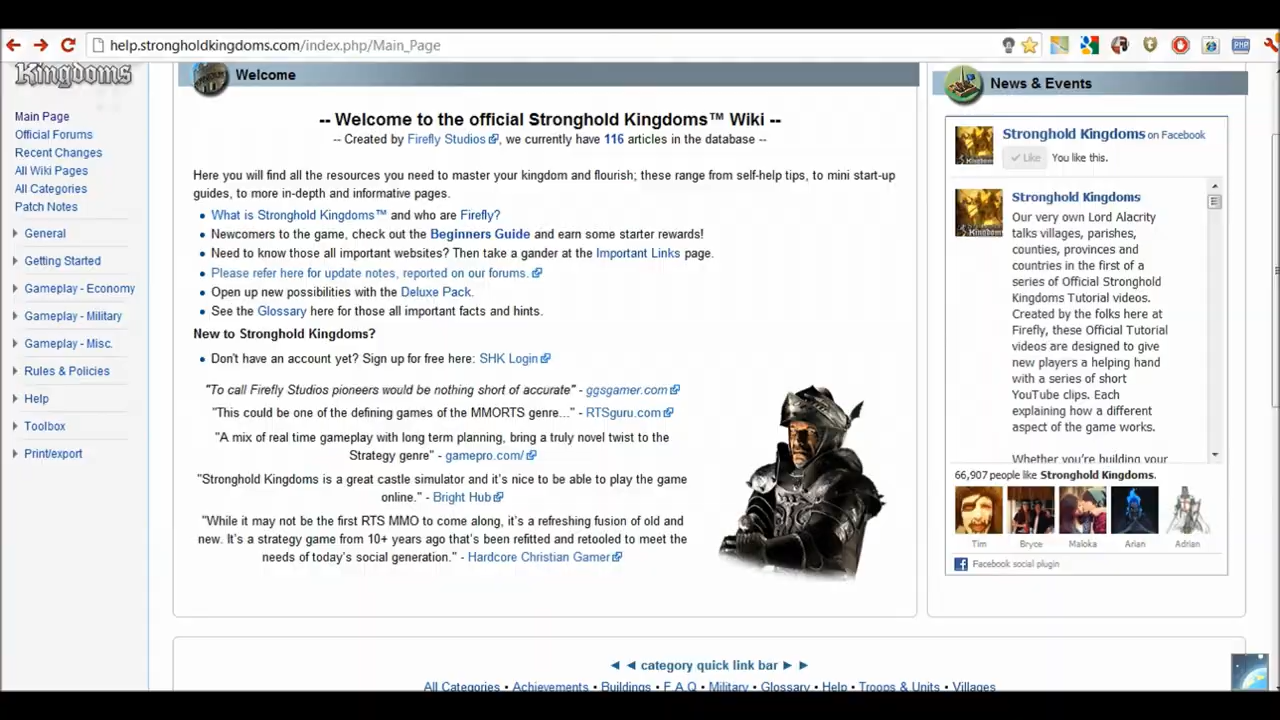 help.strongholdkingdoms.com/index.php/Main_Page
Kingdoms
Main Page
Official Forums
Recent Changes
All Wiki Pages
All Categories
Patch Notes
General
Getting Started
Gameplay - Economy
Gameplay - Military
Gameplay - Misc.
Rules & Policies
Help
Toolbox
Print/export
Welcome
-- Welcome to the official Stronghold Kingdoms™ Wiki --
-- Created by Firefly Studios, we currently have 116 articles in the database --
Here you will find all the resources you need to master your kingdom and flourish; these range from self-help tips, to mini start-up
guides, to more in-depth and informative pages.
What is Stronghold Kingdoms™ and who are Firefly?
Newcomers to the game, check out the Beginners Guide and earn some starter rewards!
Need to know those all important websites? Then take a gander at the Important Links page.
Please refer here for update notes, reported on our forums.
Open up new possibilities with the Deluxe Pack.
See the Glossary here for those all important facts and hints.
New to Stronghold Kingdoms?
Don't have an account yet? Sign up for free here: SHK Login
"To call Firefly Studios pioneers would be nothing short of accurate" - ggsgamer.com
"This could be one of the defining games of the MMORTS genre..." - RTSguru.com
"A mix of real time gameplay with long term planning, bring a truly novel twist to the
Strategy genre" - gamepro.com/
"Stronghold Kingdoms is a great castle simulator and it's nice to be able to play the game
online." - Bright Hub
"While it may not be the first RTS MMO to come along, it's a refreshing fusion of old and
new. It's a strategy game from 10+ years ago that's been refitted and retooled to meet the
needs of today's social generation." - Hardcore Christian Gamer
News & Events
Stronghold Kingdoms on Facebook
Like You like this.
Stronghold Kingdoms
Our very own Lord Alacrity
talks villages, parishes,
counties, provinces and
countries in the first of a
series of Official Stronghold
Kingdoms Tutorial videos.
Created by the folks here at
Firefly, these Official Tutorial
videos are designed to give
new players a helping hand
with a series of short
YouTube clips. Each
explaining how a different
aspect of the game works.
Whether you're building your
66,907 people like Stronghold Kingdoms.
Tim Bryce Maloka Arian Adrian
Facebook social plugin
◄ ◄ category quick link bar ► ►
All Categories • Achievements • Buildings • F.A.Q • Military • Glossary • Help • Troops & Units • Villages
PHP